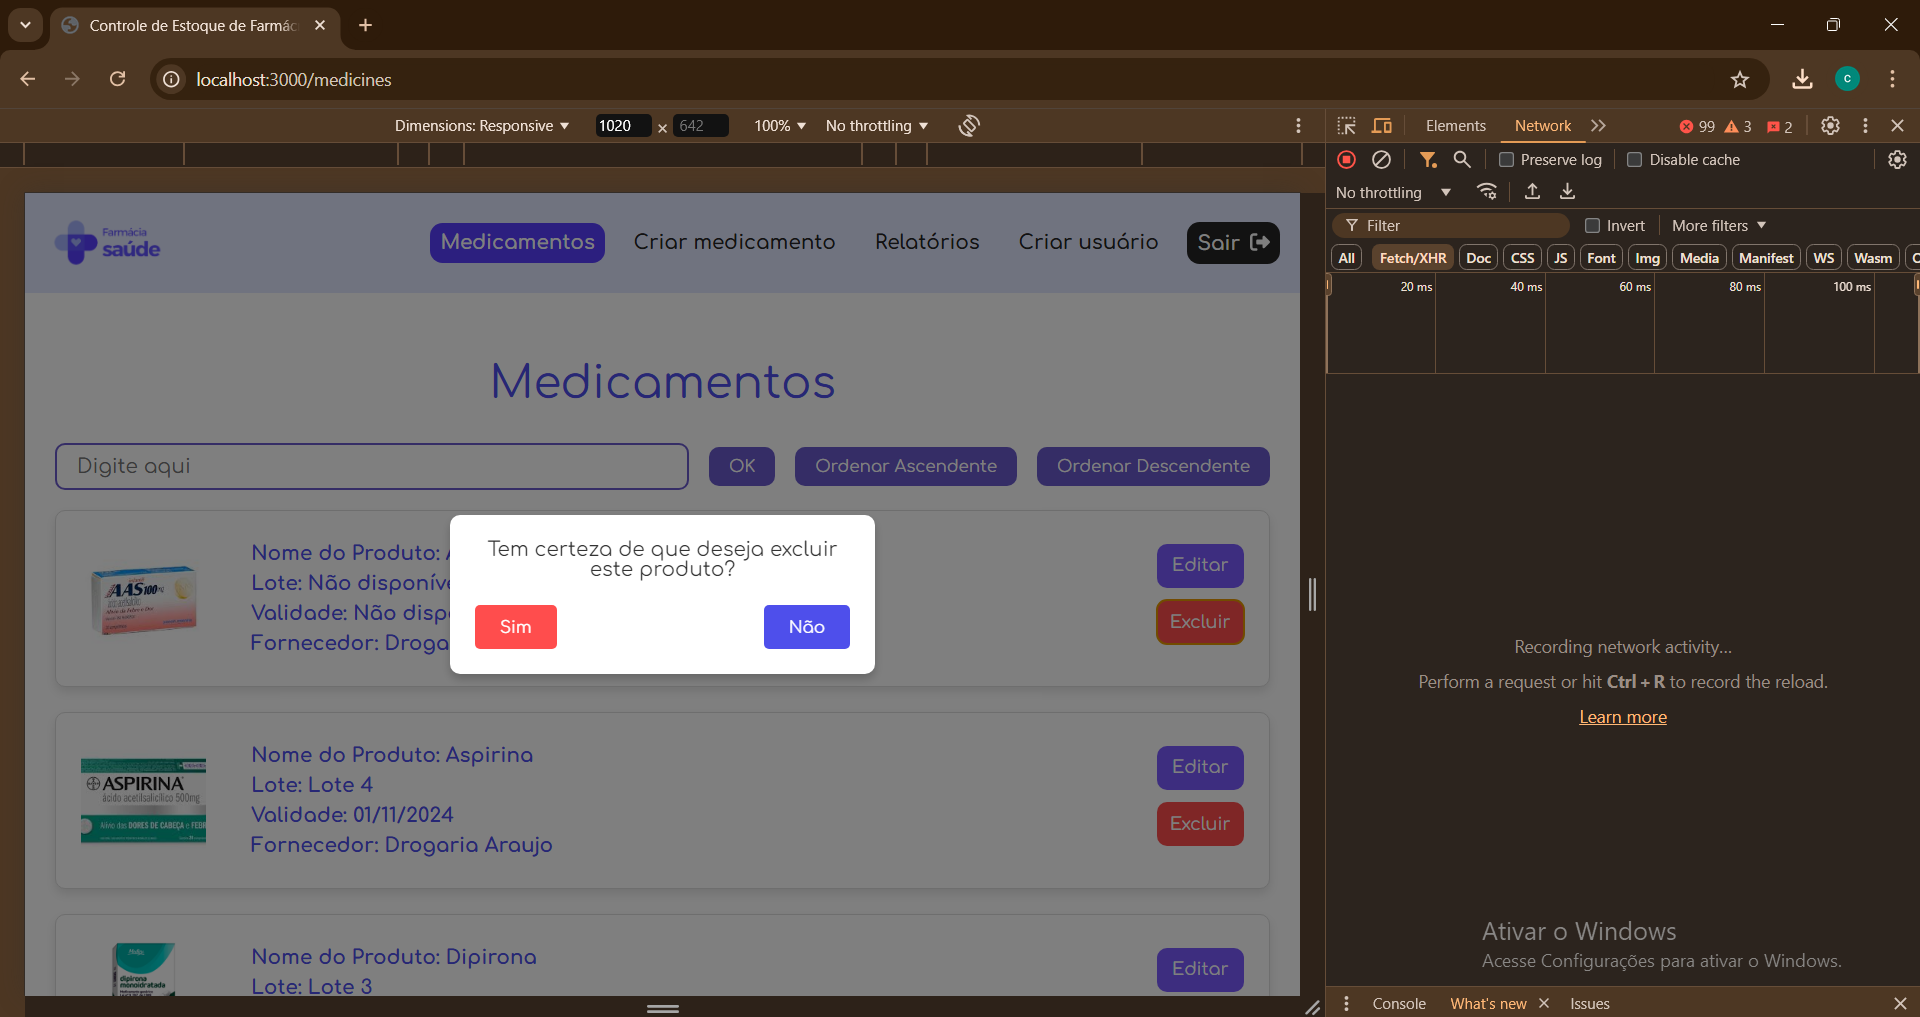 Controle de Estoque de Farmác
localhost:3000/medicines
C
Dimensions: Responsive
1020 × 642
100%
No throttling
Elements
Network
99
3
2
Preserve log
Disable cache
No throttling
Filter
Invert
More filters
All
Fetch/XHR
Doc
CSS
JS
Font
Img
Media
Manifest
WS
Wasm
20 ms
40 ms
60 ms
80 ms
100 ms
Recording network activity...
Perform a request or hit Ctrl + R to record the reload.
Learn more
Ativar o Windows
Acesse Configurações para ativar o Windows.
Console
What's new
Issues
Farmácia
saúde
Medicamentos
Criar medicamento
Relatórios
Criar usuário
Sair
Medicamentos
Digite aqui
OK
Ordenar Ascendente
Ordenar Descendente
Tem certeza de que deseja excluir
este produto?
Sim
Não
AAS 100
Nome do Produto:
Lote: Não disponíve
Validade: Não disp
Fornecedor: Droga
Editar
Excluir
ASPIRINA
ácido acetilsalicílico 500mg
Alívio das DORES DE CABEÇA e FEBR
Nome do Produto: Aspirina
Lote: Lote 4
Validade: 01/11/2024
Fornecedor: Drogaria Araujo
Editar
Excluir
dipirona
monoidratada
Nome do Produto: Dipirona
Lote: Lote 3
Editar